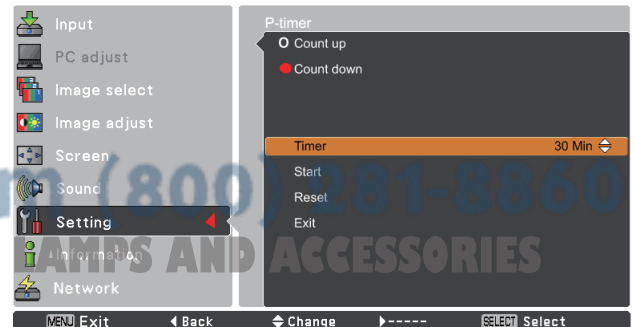 Input
PC adjust
Image select
Image adjust
Screen
Sound
Setting
Information
Network
P-timer
Count up
Count down
Timer 30 Min
Start
Reset
Exit
m (800) 281-8860
LAMPS AND ACCESSORIES
MENU Exit Back Change ----- SELECT Select